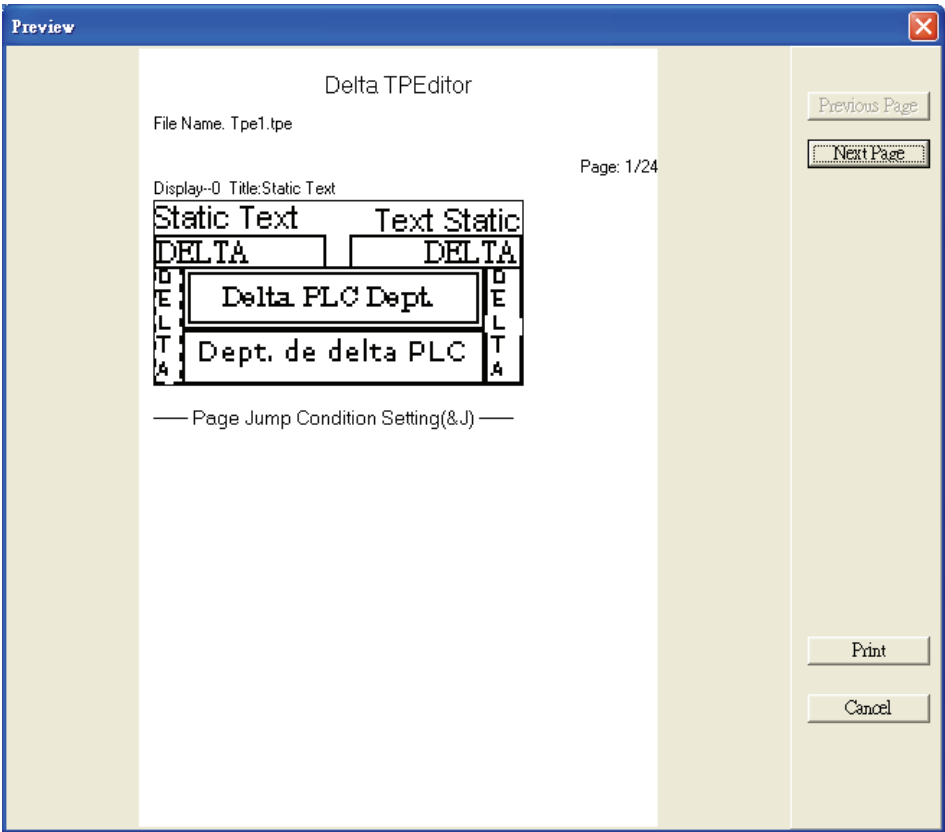 Preview
Delta TPEditor
File Name. Tpe1.tpe
Page: 1/24
Display--0 Title:Static Text
Static Text Text Static
DELTA DELTA
DELTA
Delta PLC Dept.
DELTA
Dept. de delta PLC
—— Page Jump Condition Setting(&J) ——
Previous Page
Next Page
Print
Cancel